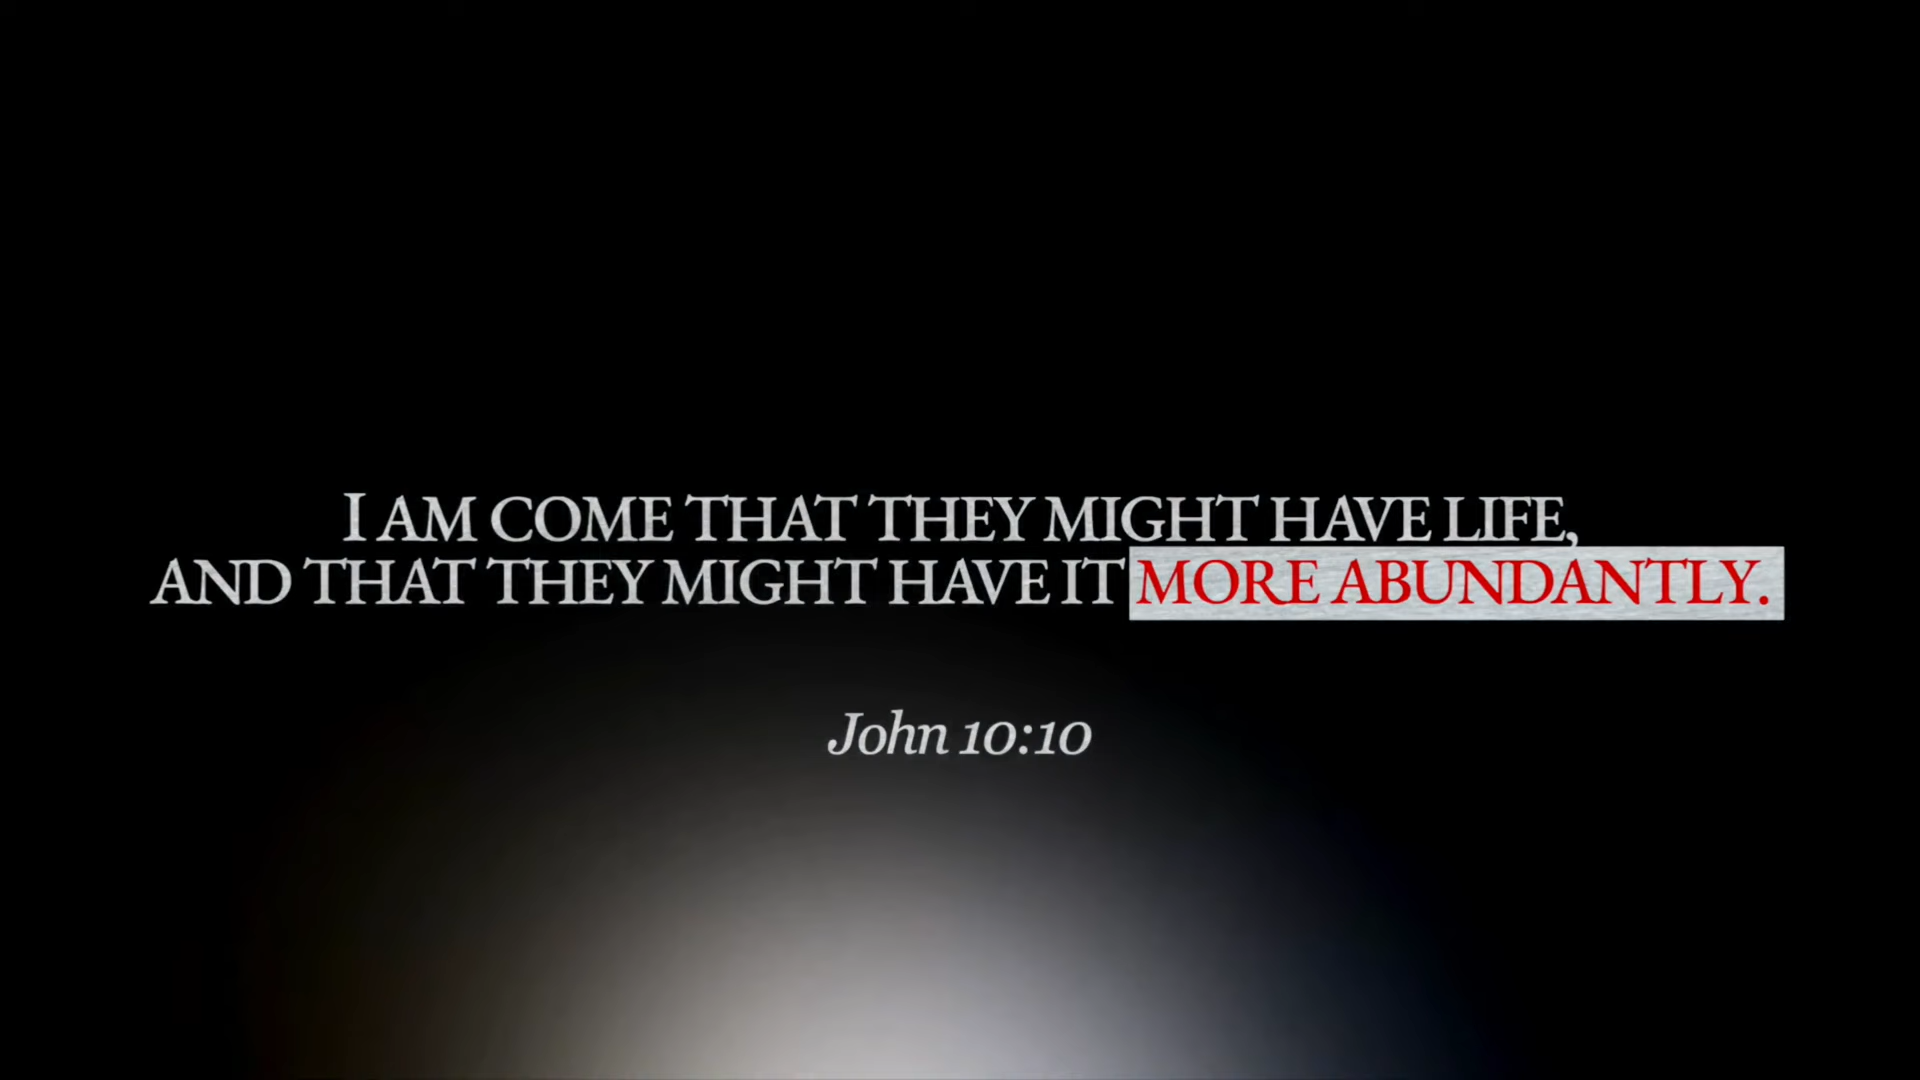 I AM COME THAT THEY MIGHT HAVE LIFE,
AND THAT THEY MIGHT HAVE IT MORE ABUNDANTLY.
John 10:10